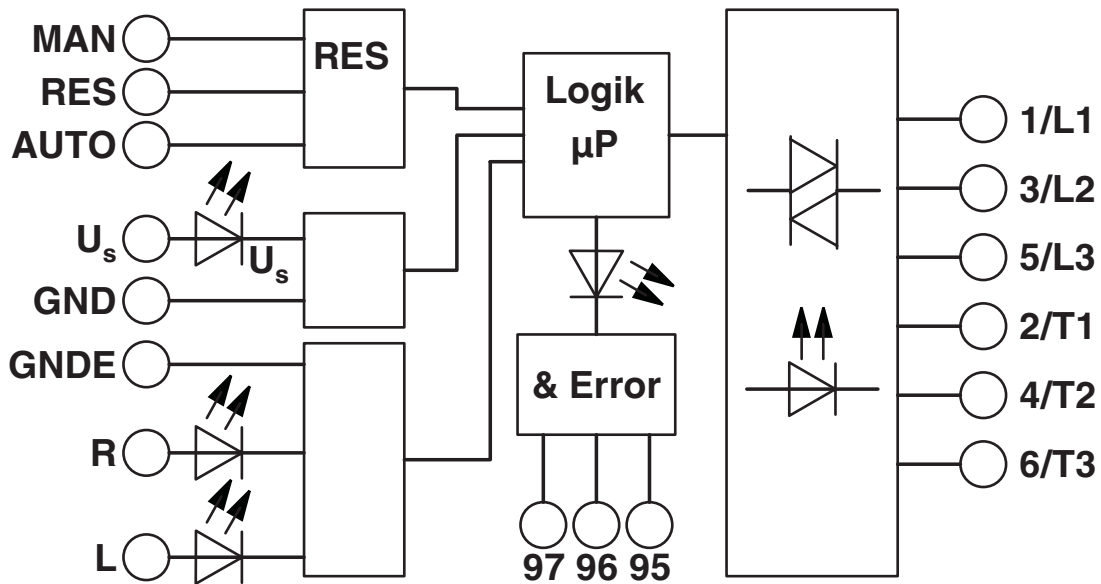 MAN
RES
AUTO
RES
Us
Us
GND
GNDE
R
L
Logik
µP
& Error
97 96 95
1/L1
3/L2
5/L3
2/T1
4/T2
6/T3